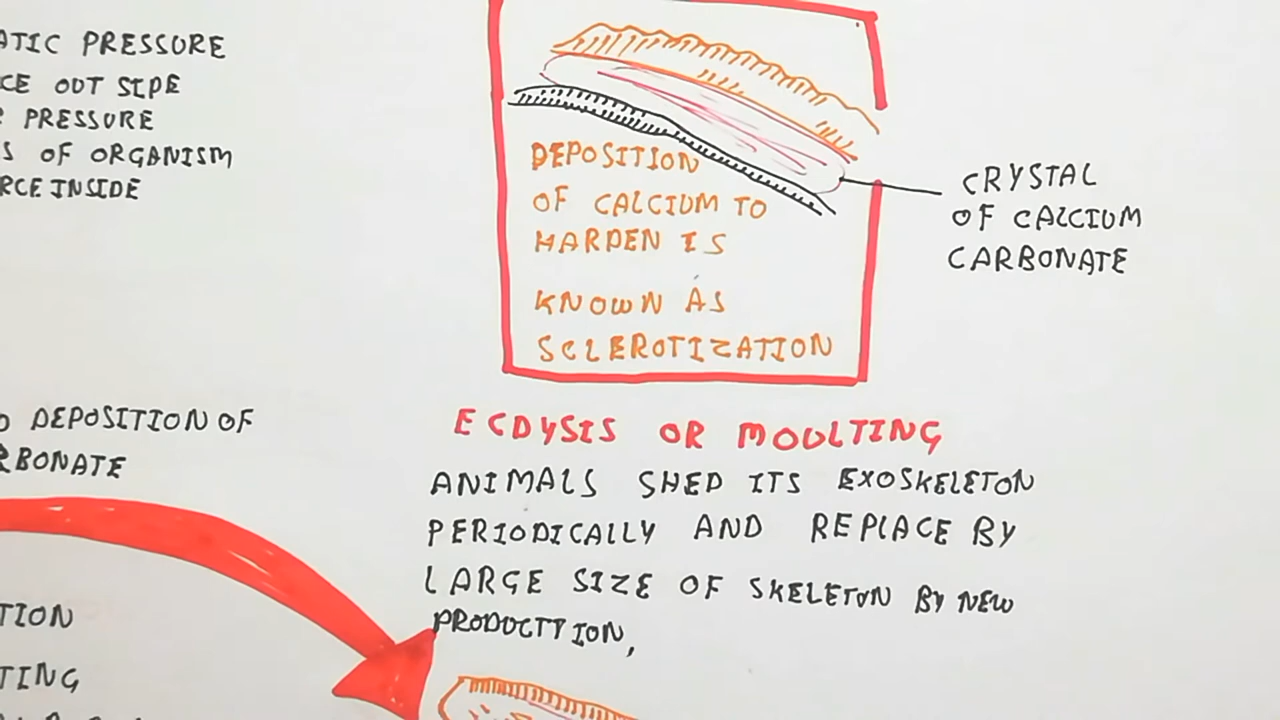 ATIC PRESSURE
CE OUT SIDE
PRESSURE
S OF ORGANISM
RCE INSIDE
DEPOSITION
OF CALCIUM TO
HARDEN IS
KNOWN AS
SCLEROTIZATION
CRYSTAL
OF CALCIUM
CARBONATE
DEPOSITION OF
RBONATE
TION
TING
ECDYSIS OR MOULTING
ANIMALS SHED ITS EXOSKELETON
PERIODICALLY AND REPLACE BY
LARGE SIZE OF SKELETON BY NEW
PRODUCTTION,